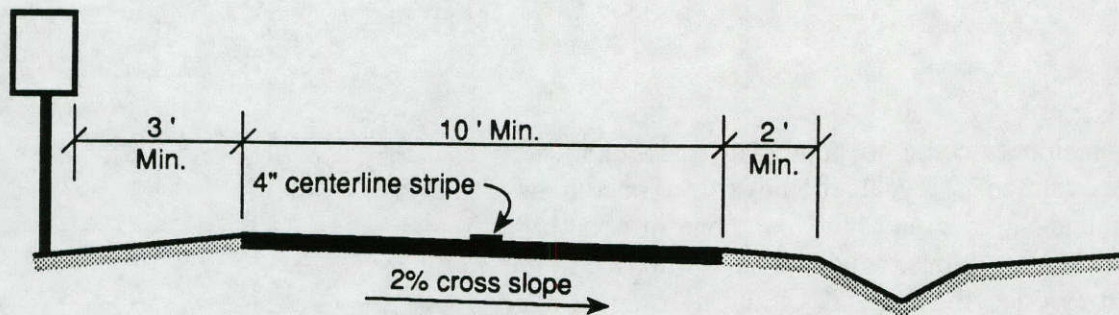 3 '
Min.
10 ' Min.
2 '
Min.
4" centerline stripe
2% cross slope